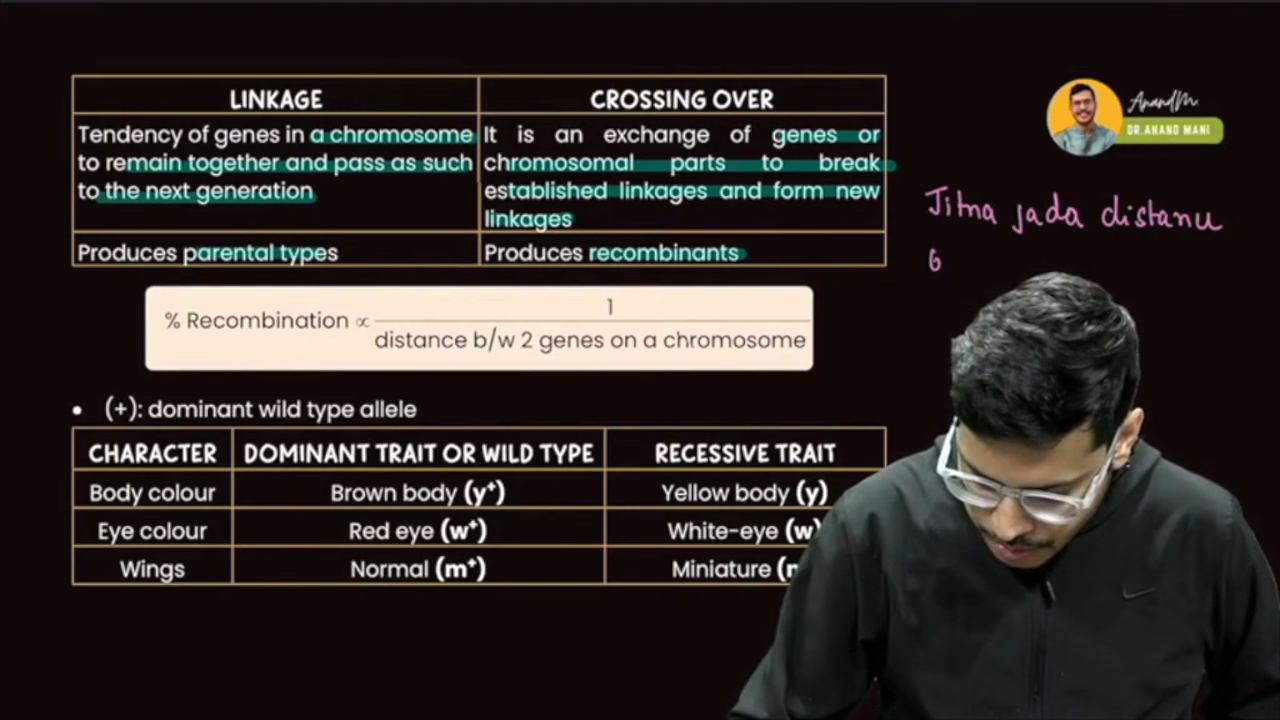 LINKAGE
CROSSING OVER
Tendency of genes in a chromosome
to remain together and pass as such
to the next generation
It is an exchange of genes or
chromosomal parts to break
established linkages and form new
linkages
Produces parental types
Produces recombinants
% Recombination ∝ 1
distance b/w 2 genes on a chromosome
• (+): dominant wild type allele
CHARACTER DOMINANT TRAIT OR WILD TYPE RECESSIVE TRAIT
Body colour Brown body (y⁺) Yellow body (y)
Eye colour Red eye (w⁺) White-eye (w)
Wings Normal (m⁺) Miniature
AnandM.
DR.ANAND MANI
Jitna jada